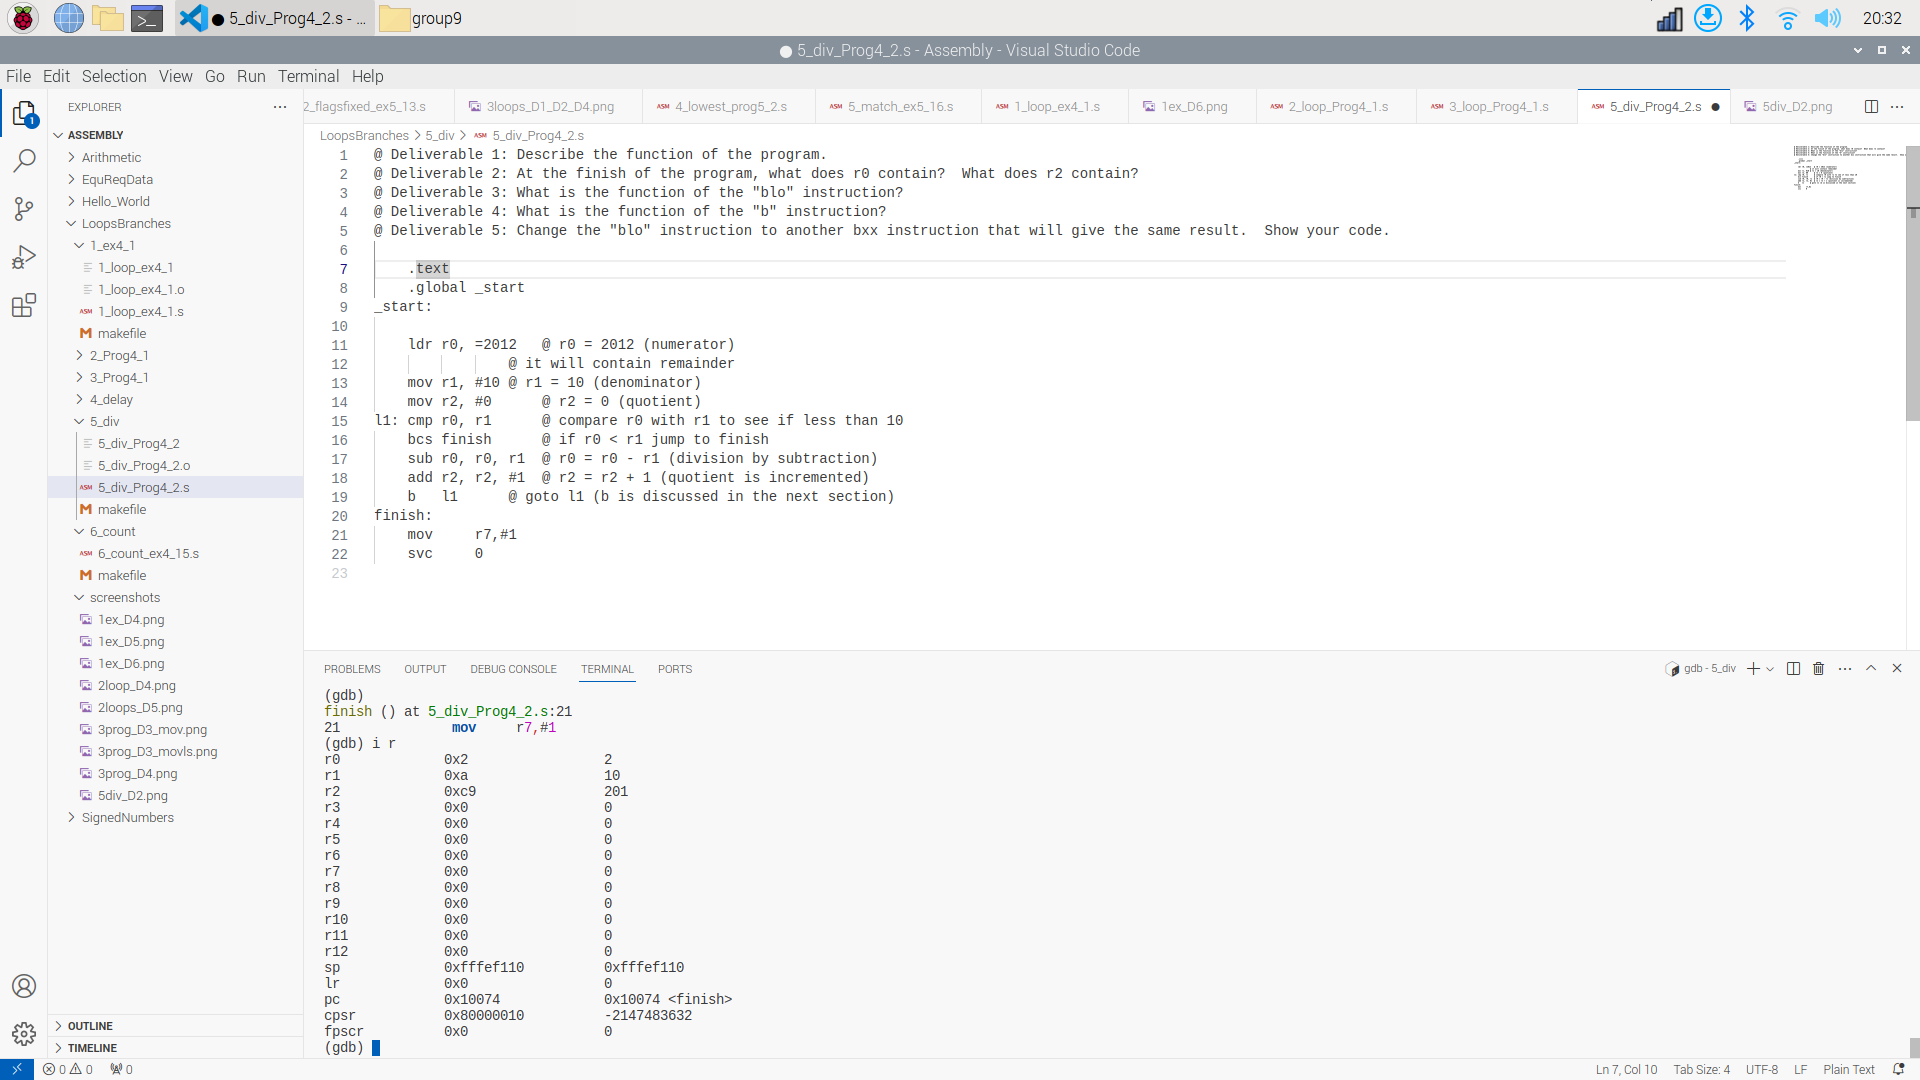 5_div_Prog4_2.s - ...
group9
20:32
5_div_Prog4_2.s - Assembly - Visual Studio Code
File Edit Selection View Go Run Terminal Help
EXPLORER
2_flagsfixed_ex5_13.s 3loops_D1_D2_D4.png ASM 4_lowest_prog5_2.s ASM 5_match_ex5_16.s ASM 1_loop_ex4_1.s 1ex_D6.png ASM 2_loop_Prog4_1.s ASM 3_loop_Prog4_1.s ASM 5_div_Prog4_2.s 5div_D2.png
1
ASSEMBLY
Arithmetic
EquReqData
Hello_World
LoopsBranches
1_ex4_1
1_loop_ex4_1
1_loop_ex4_1.o
ASM 1_loop_ex4_1.s
M makefile
2_Prog4_1
3_Prog4_1
4_delay
5_div
5_div_Prog4_2
5_div_Prog4_2.o
ASM 5_div_Prog4_2.s
M makefile
6_count
ASM 6_count_ex4_15.s
M makefile
screenshots
1ex_D4.png
1ex_D5.png
1ex_D6.png
2loop_D4.png
2loops_D5.png
3prog_D3_mov.png
3prog_D3_movls.png
3prog_D4.png
5div_D2.png
SignedNumbers
OUTLINE
TIMELINE
LoopsBranches > 5_div > ASM 5_div_Prog4_2.s
1 @ Deliverable 1: Describe the function of the program.
2 @ Deliverable 2: At the finish of the program, what does r0 contain?  What does r2 contain?
3 @ Deliverable 3: What is the function of the "blo" instruction?
4 @ Deliverable 4: What is the function of the "b" instruction?
5 @ Deliverable 5: Change the "blo" instruction to another bxx instruction that will give the same result.  Show your code.
6
7     .text
8     .global _start
9 _start:
10
11     ldr r0, =2012   @ r0 = 2012 (numerator)
12                 @ it will contain remainder
13     mov r1, #10 @ r1 = 10 (denominator)
14     mov r2, #0      @ r2 = 0 (quotient)
15 l1: cmp r0, r1      @ compare r0 with r1 to see if less than 10
16     bcs finish      @ if r0 < r1 jump to finish
17     sub r0, r0, r1  @ r0 = r0 - r1 (division by subtraction)
18     add r2, r2, #1  @ r2 = r2 + 1 (quotient is incremented)
19     b   l1      @ goto l1 (b is discussed in the next section)
20 finish:
21     mov     r7,#1
22     svc     0
23
PROBLEMS OUTPUT DEBUG CONSOLE TERMINAL PORTS
gdb - 5_div
(gdb)
finish () at 5_div_Prog4_2.s:21
21              mov     r7,#1
(gdb) i r
r0             0x2                 2
r1             0xa                 10
r2             0xc9                201
r3             0x0                 0
r4             0x0                 0
r5             0x0                 0
r6             0x0                 0
r7             0x0                 0
r8             0x0                 0
r9             0x0                 0
r10            0x0                 0
r11            0x0                 0
r12            0x0                 0
sp             0xfffef110          0xfffef110
lr             0x0                 0
pc             0x10074             0x10074 <finish>
cpsr           0x80000010          -2147483632
fpscr          0x0                 0
(gdb)
0 0 0 Ln 7, Col 10 Tab Size: 4 UTF-8 LF Plain Text